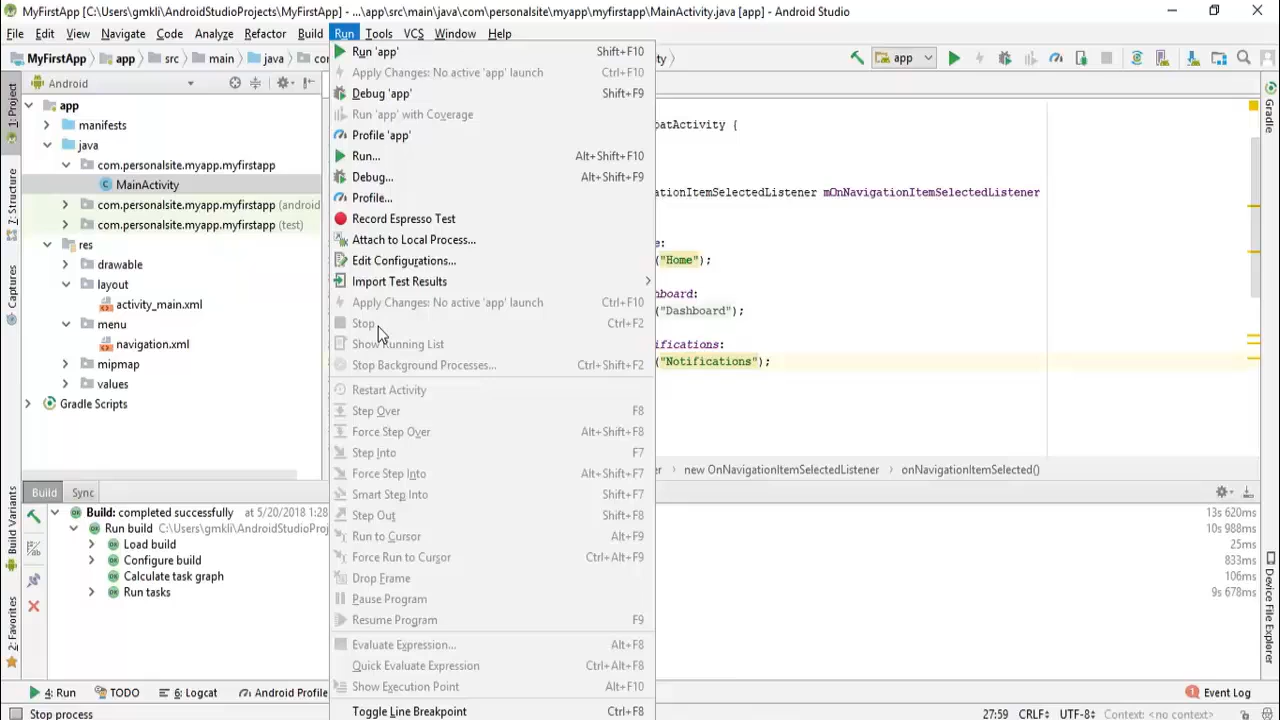 MyFirstApp [C:\Users\gmkli\AndroidStudioProjects\MyFirstApp] - ...\app\src\main\java\com\personalsite\myapp\myfirstapp\MainActivity.java [app] - Android Studio
File Edit View Navigate Code Analyze Refactor Build Run Tools VCS Window Help
MyFirstApp app src main java app
Android
1: Project
7: Structure
Captures
Build Variants
2: Favorites
app
manifests
java
com.personalsite.myapp.myfirstapp
MainActivity
com.personalsite.myapp.myfirstapp (android
com.personalsite.myapp.myfirstapp (test)
res
drawable
layout
activity_main.xml
menu
navigation.xml
mipmap
values
Gradle Scripts
Run 'app' Shift+F10
Apply Changes: No active 'app' launch Ctrl+F10
Debug 'app' Shift+F9
Run 'app' with Coverage
Profile 'app'
Run... Alt+Shift+F10
Debug... Alt+Shift+F9
Profile...
Record Espresso Test
Attach to Local Process...
Edit Configurations...
Import Test Results
Apply Changes: No active 'app' launch Ctrl+F10
Stop Ctrl+F2
Show Running List
Stop Background Processes... Ctrl+Shift+F2
Restart Activity
Step Over F8
Force Step Over Alt+Shift+F8
Step Into F7
Force Step Into Alt+Shift+F7
Smart Step Into Shift+F7
Step Out Shift+F8
Run to Cursor Alt+F9
Force Run to Cursor Ctrl+Alt+F9
Drop Frame
Pause Program
Resume Program F9
Evaluate Expression... Alt+F8
Quick Evaluate Expression Ctrl+Alt+F8
Show Execution Point Alt+F10
Toggle Line Breakpoint Ctrl+F8
patActivity {
ationItemSelectedListener mOnNavigationItemSelectedListener
e:
("Home");
hboard:
("Dashboard");
ifications:
("Notifications");
new OnNavigationItemSelectedListener onNavigationItemSelected()
Gradle
Device File Explorer
Build Sync
Build: completed successfully at 5/20/2018 1:28 13s 620ms
Run build C:\Users\gmkli\AndroidStudioProj 10s 988ms
Load build 25ms
Configure build 833ms
Calculate task graph 106ms
Run tasks 9s 678ms
4: Run TODO 6: Logcat Android Profile Event Log
Stop process 27:59 CRLF UTF-8 Context: <no context>